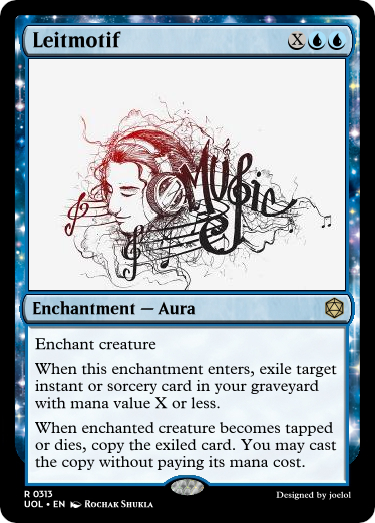 Leitmotif X
Music
Enchantment — Aura
Enchant creature
When this enchantment enters, exile target
instant or sorcery card in your graveyard
with mana value X or less.
When enchanted creature becomes tapped
or dies, copy the exiled card. You may cast
the copy without paying its mana cost.
R 0313
UOL • EN Rochak Shukla
Designed by joelol